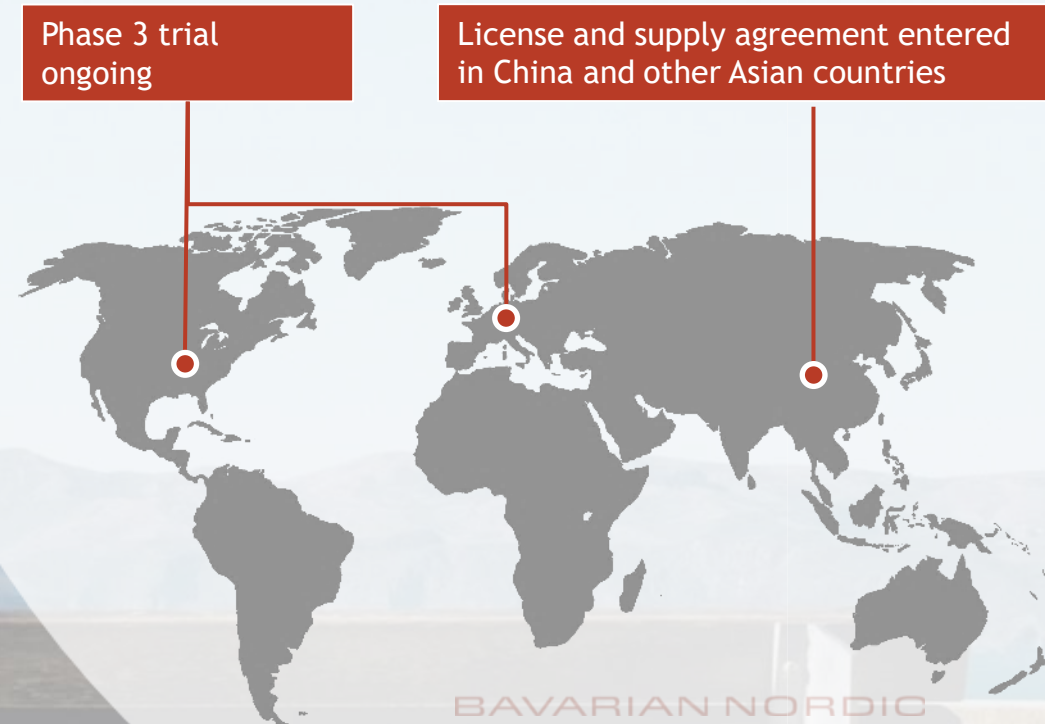 Phase 3 trial
ongoing
License and supply agreement entered
in China and other Asian countries
BAVARIAN NORDIC